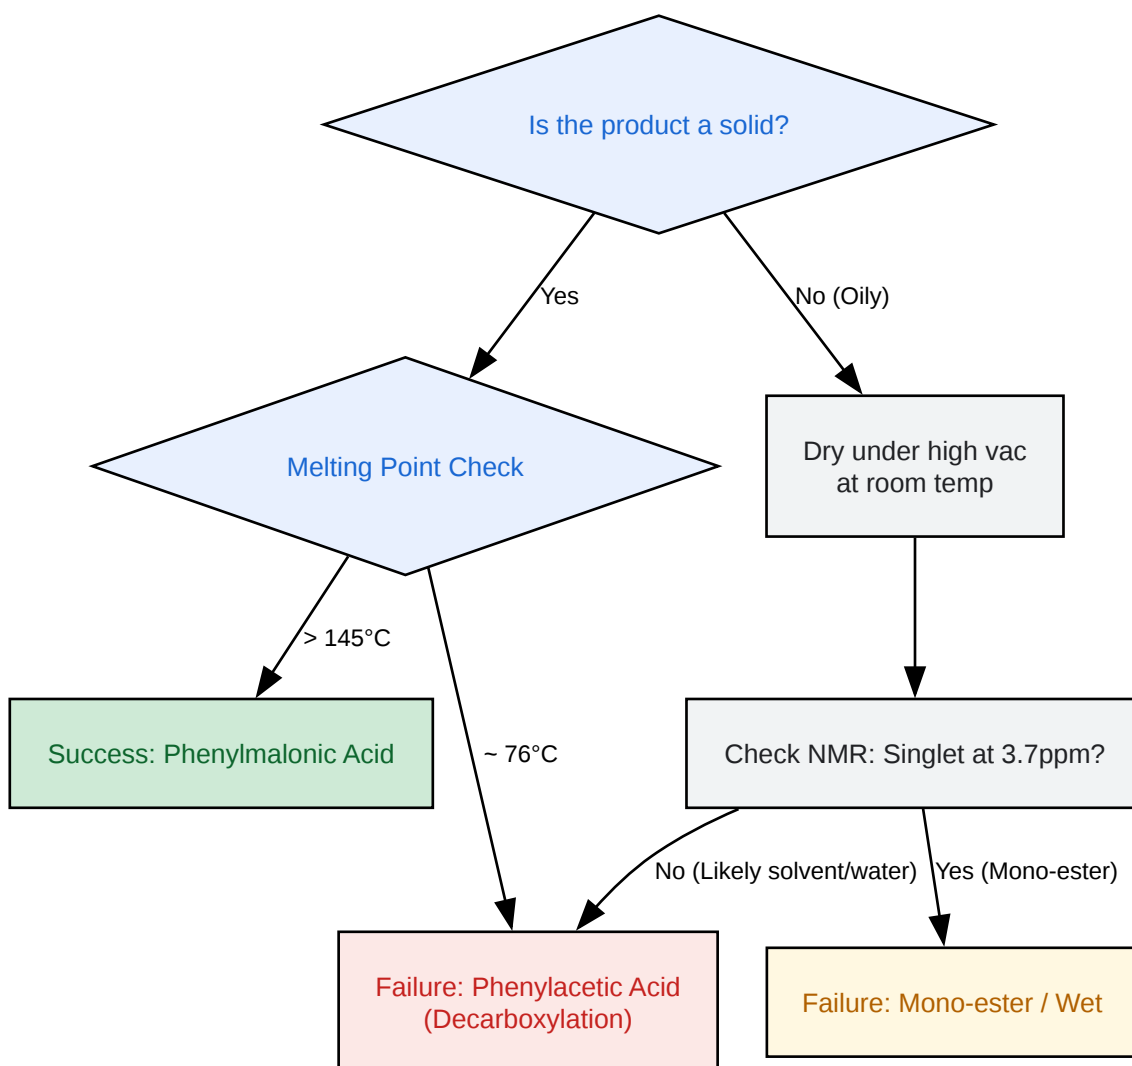 Is the product a solid?
Yes
No (Oily)
Melting Point Check
Dry under high vac
at room temp
> 145°C
~ 76°C
Success: Phenylmalonic Acid
Check NMR: Singlet at 3.7ppm?
No (Likely solvent/water)
Yes (Mono-ester)
Failure: Phenylacetic Acid
(Decarboxylation)
Failure: Mono-ester / Wet